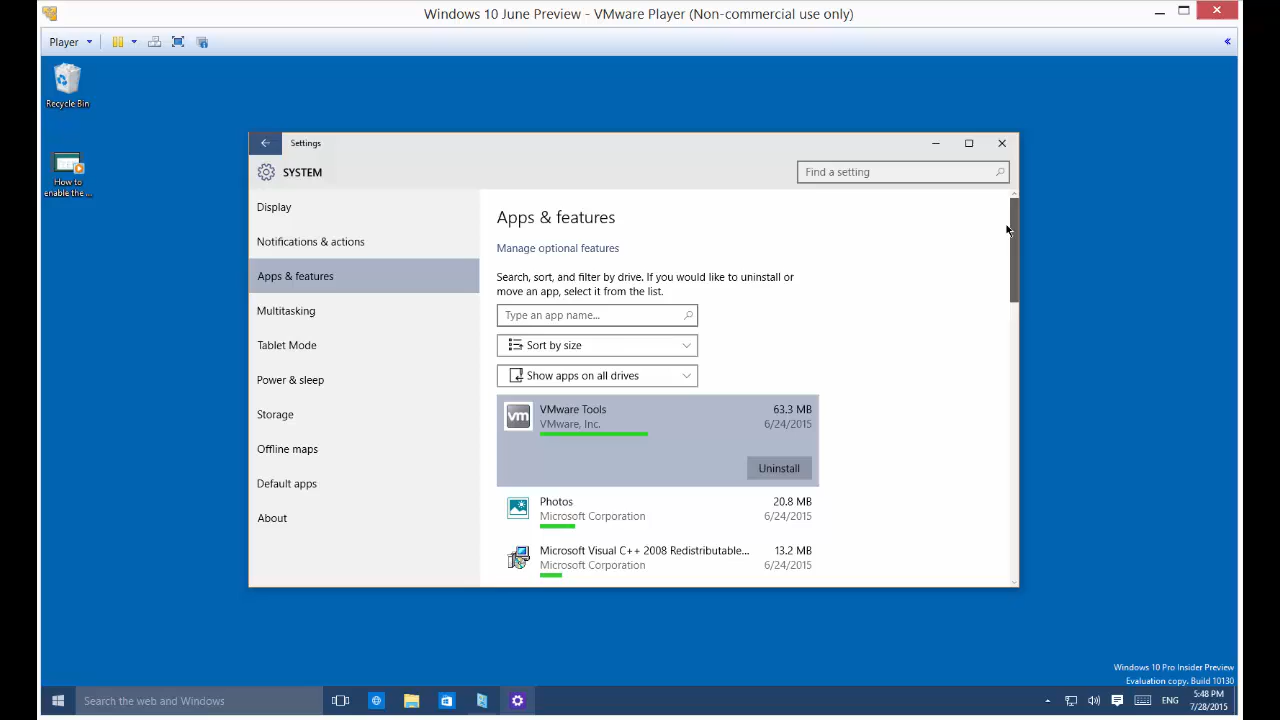 Windows 10 June Preview - VMware Player (Non-commercial use only)
Player
«
Recycle Bin
How to
enable the ...
Settings
SYSTEM
Find a setting
Display
Notifications & actions
Apps & features
Multitasking
Tablet Mode
Power & sleep
Storage
Offline maps
Default apps
About
Apps & features
Manage optional features
Search, sort, and filter by drive. If you would like to uninstall or
move an app, select it from the list.
Type an app name...
Sort by size
Show apps on all drives
vm
VMware Tools 63.3 MB
VMware, Inc. 6/24/2015
Uninstall
Photos 20.8 MB
Microsoft Corporation 6/24/2015
Microsoft Visual C++ 2008 Redistributable... 13.2 MB
Microsoft Corporation 6/24/2015
Windows 10 Pro Insider Preview
Evaluation copy. Build 10130
Search the web and Windows
ENG
5:48 PM
7/28/2015